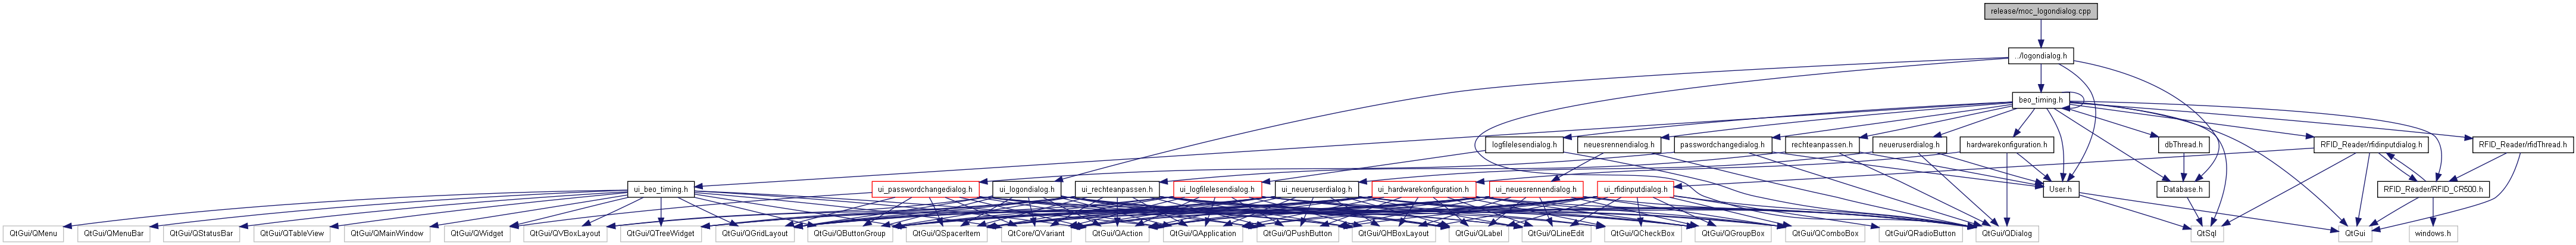 release/moc_logondialog.cpp
../logondialog.h
beo_timing.h
logfilelesendialog.h
neuesrennendialog.h
passwordchangedialog.h
rechteanpassen.h
neueruserdialog.h
hardwarekonfiguration.h
dbThread.h
RFID_Reader/rfidinputdialog.h
RFID_Reader/rfidThread.h
ui_beo_timing.h
ui_passwordchangedialog.h
ui_logondialog.h
ui_rechteanpassen.h
ui_logfilelesendialog.h
ui_neueruserdialog.h
ui_hardwarekonfiguration.h
ui_neuesrennendialog.h
ui_rfidinputdialog.h
User.h
Database.h
RFID_Reader/RFID_CR500.h
QtGui/QMenu
QtGui/QMenuBar
QtGui/QStatusBar
QtGui/QTableView
QtGui/QMainWindow
QtGui/QWidget
QtGui/QVBoxLayout
QtGui/QTreeWidget
QtGui/QGridLayout
QtGui/QButtonGroup
QtGui/QSpacerItem
QtCore/QVariant
QtGui/QAction
QtGui/QApplication
QtGui/QPushButton
QtGui/QHBoxLayout
QtGui/QLabel
QtGui/QLineEdit
QtGui/QCheckBox
QtGui/QGroupBox
QtGui/QComboBox
QtGui/QRadioButton
QtGui/QDialog
QtSql
QtGui
windows.h